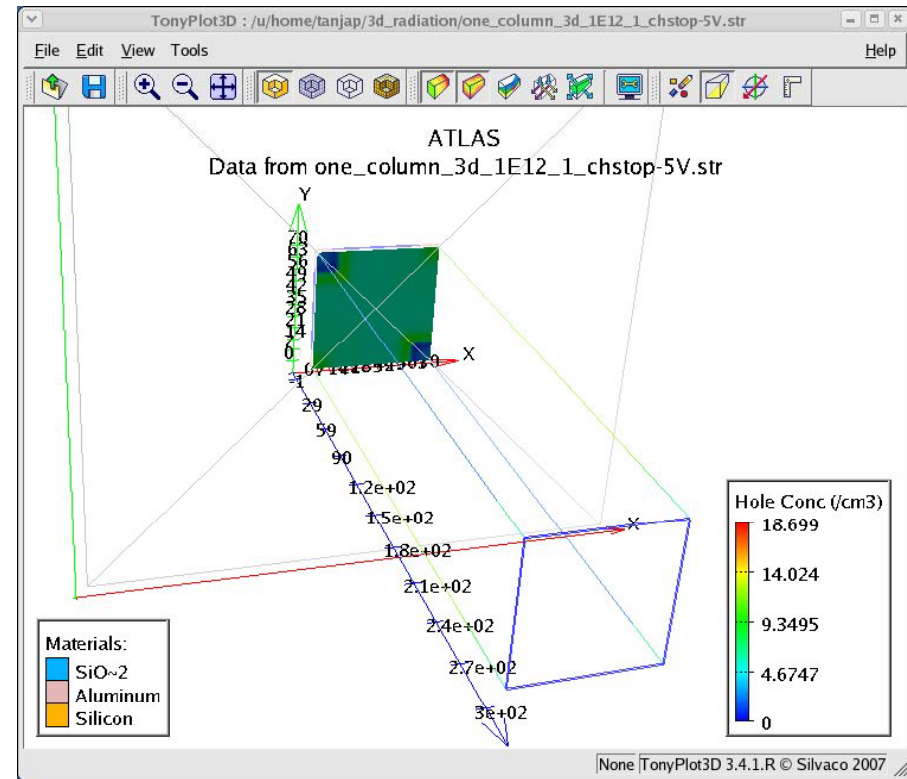 TonyPlot3D : /u/home/tanjap/3d_radiation/one_column_3d_1E12_1_chstop-5V.str
File Edit View Tools Help
ATLAS
Data from one_column_3d_1E12_1_chstop-5V.str
Y
70
63
56
49
42
35
28
21
14
7
0
X
-1
29
59
90
1.2e+02
1.5e+02
X
1.8e+02
2.1e+02
2.4e+02
2.7e+02
3e+02
Hole Conc (/cm3)
18.699
14.024
9.3495
4.6747
0
Materials:
SiO~2
Aluminum
Silicon
None TonyPlot3D 3.4.1.R © Silvaco 2007